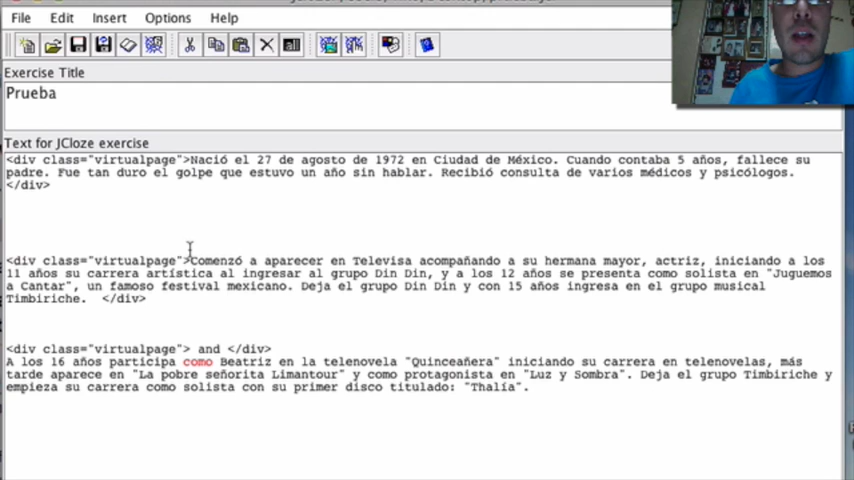 File Edit Insert Options Help
Exercise Title
Prueba
Text for JCloze exercise
<div class="virtualpage">Nació el 27 de agosto de 1972 en Ciudad de México. Cuando contaba 5 años, fallece su
padre. Fue tan duro el golpe que estuvo un año sin hablar. Recibió consulta de varios médicos y psicólogos.
</div>
<div class="virtualpage">Comenzó a aparecer en Televisa acompañando a su hermana mayor, actriz, iniciando a los
11 años su carrera artística al ingresar al grupo Din Din, y a los 12 años se presenta como solista en "Juguemos
a Cantar", un famoso festival mexicano. Deja el grupo Din Din y con 15 años ingresa en el grupo musical
Timbiriche.  </div>
<div class="virtualpage"> and </div>
A los 16 años participa como Beatriz en la telenovela "Quinceañera" iniciando su carrera en telenovelas, más
tarde aparece en "La pobre señorita Limantour" y como protagonista en "Luz y Sombra". Deja el grupo Timbiriche y
empieza su carrera como solista con su primer disco titulado: "Thalía".